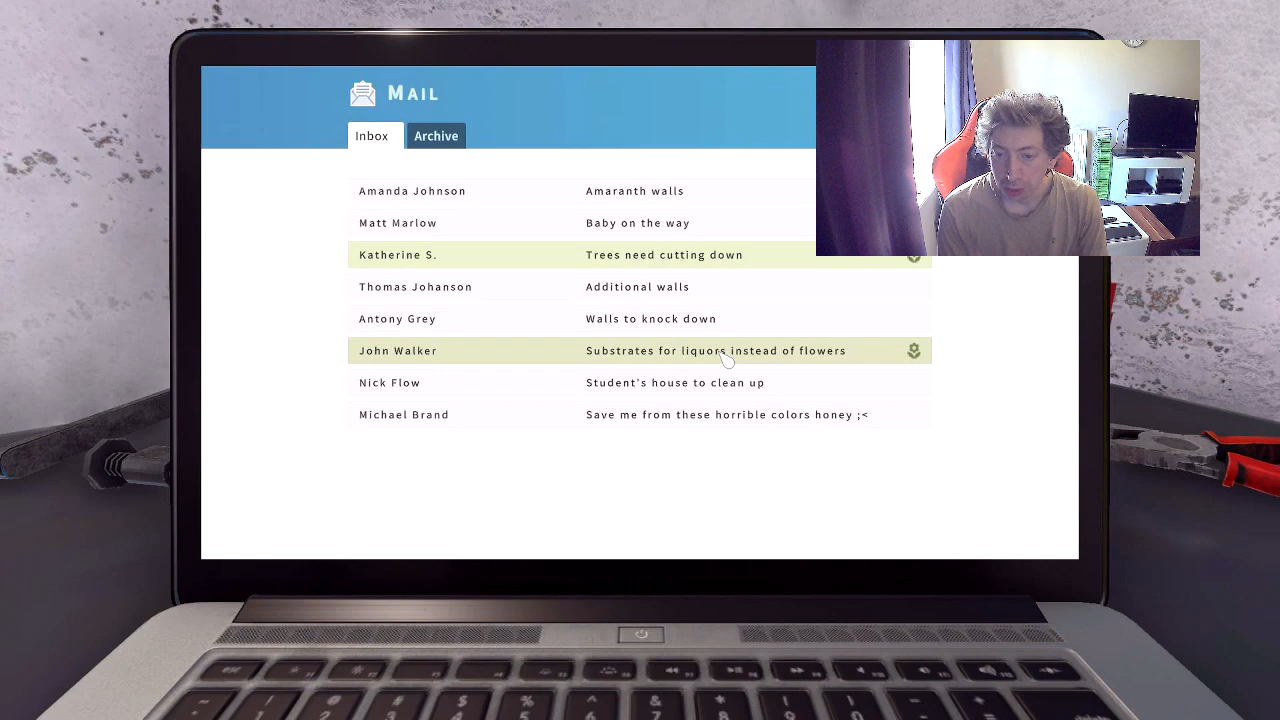 Mail
Inbox
Archive
Amanda Johnson Amaranth walls
Matt Marlow Baby on the way
Katherine S. Trees need cutting down
Thomas Johanson Additional walls
Antony Grey Walls to knock down
John Walker Substrates for liquors instead of flowers
Nick Flow Student's house to clean up
Michael Brand Save me from these horrible colors honey ;<